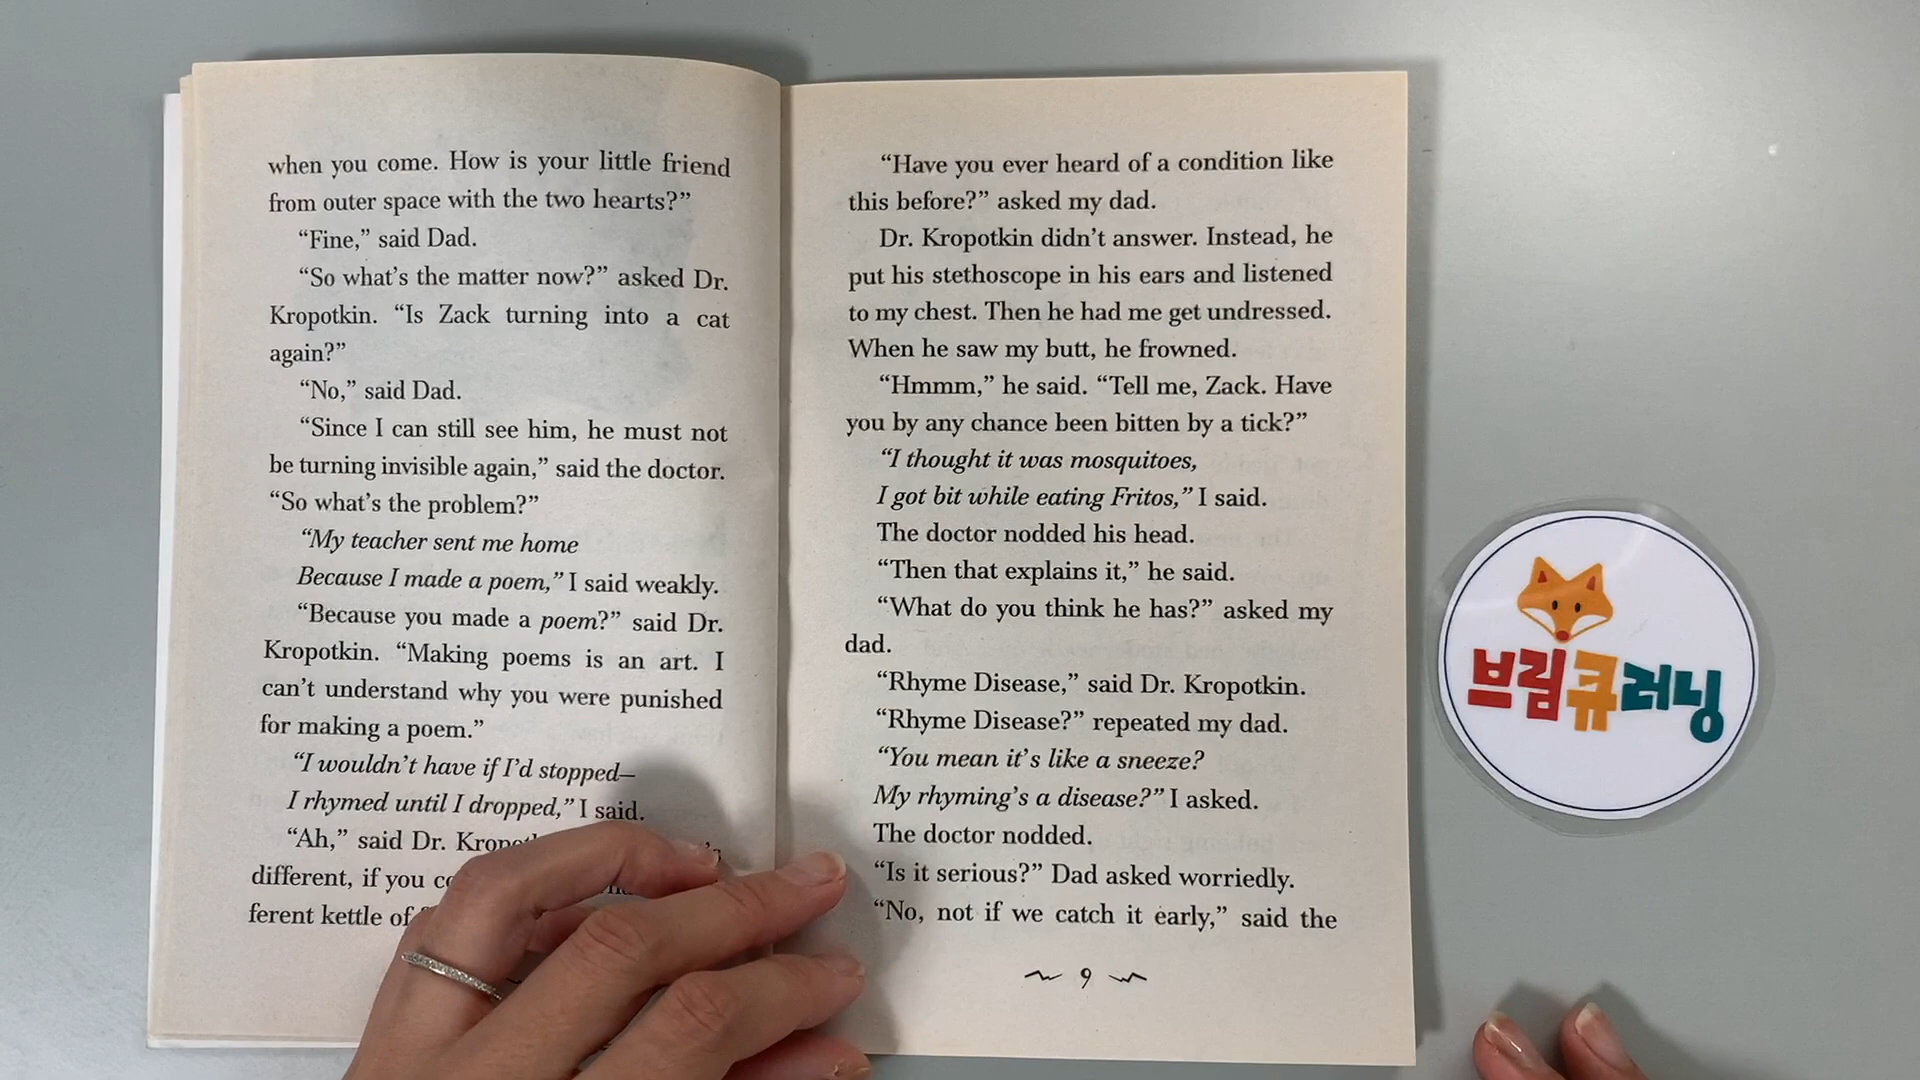 when you come. How is your little friend
from outer space with the two hearts?”
“Fine,” said Dad.
“So what’s the matter now?” asked Dr.
Kropotkin. “Is Zack turning into a cat
again?”
“No,” said Dad.
“Since I can still see him, he must not
be turning invisible again,” said the doctor.
“So what’s the problem?”
“My teacher sent me home
Because I made a poem,” I said weakly.
“Because you made a poem?” said Dr.
Kropotkin. “Making poems is an art. I
can’t understand why you were punished
for making a poem.”
“I wouldn’t have if I’d stopped—
I rhymed until I dropped,” I said.
“Ah,” said Dr.
different, if you
ferent kettle of
“Have you ever heard of a condition like
this before?” asked my dad.
Dr. Kropotkin didn’t answer. Instead, he
put his stethoscope in his ears and listened
to my chest. Then he had me get undressed.
When he saw my butt, he frowned.
“Hmmm,” he said. “Tell me, Zack. Have
you by any chance been bitten by a tick?”
“I thought it was mosquitoes,
I got bit while eating Fritos,” I said.
The doctor nodded his head.
“Then that explains it,” he said.
“What do you think he has?” asked my
dad.
“Rhyme Disease,” said Dr. Kropotkin.
“Rhyme Disease?” repeated my dad.
“You mean it’s like a sneeze?
My rhyming’s a disease?” I asked.
The doctor nodded.
“Is it serious?” Dad asked worriedly.
“No, not if we catch it early,” said the
9
브림큐러닝